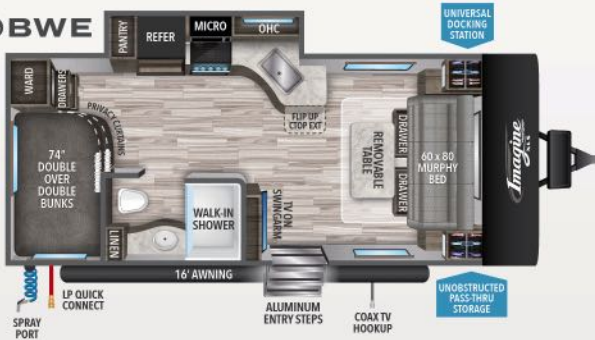 OBWE
UNIVERSAL
DOCKING
STATION
PANTRY
REFER
MICRO
OHC
WARD
DRAWERS
PRIVACY CURTAINS
74"
DOUBLE
OVER
DOUBLE
BUNKS
FLIP UP
CTOP EXT
REMOVABLE
TABLE
DRAWER
DRAWER
60 x 80
MURPHY
BED
Imagine
XLS
LINEN
WALK-IN
SHOWER
TV ON
SWINGARM
16' AWNING
SPRAY
PORT
LP QUICK
CONNECT
ALUMINUM
ENTRY STEPS
COAX TV
HOOKUP
UNOBSTRUCTED
PASS-THRU
STORAGE